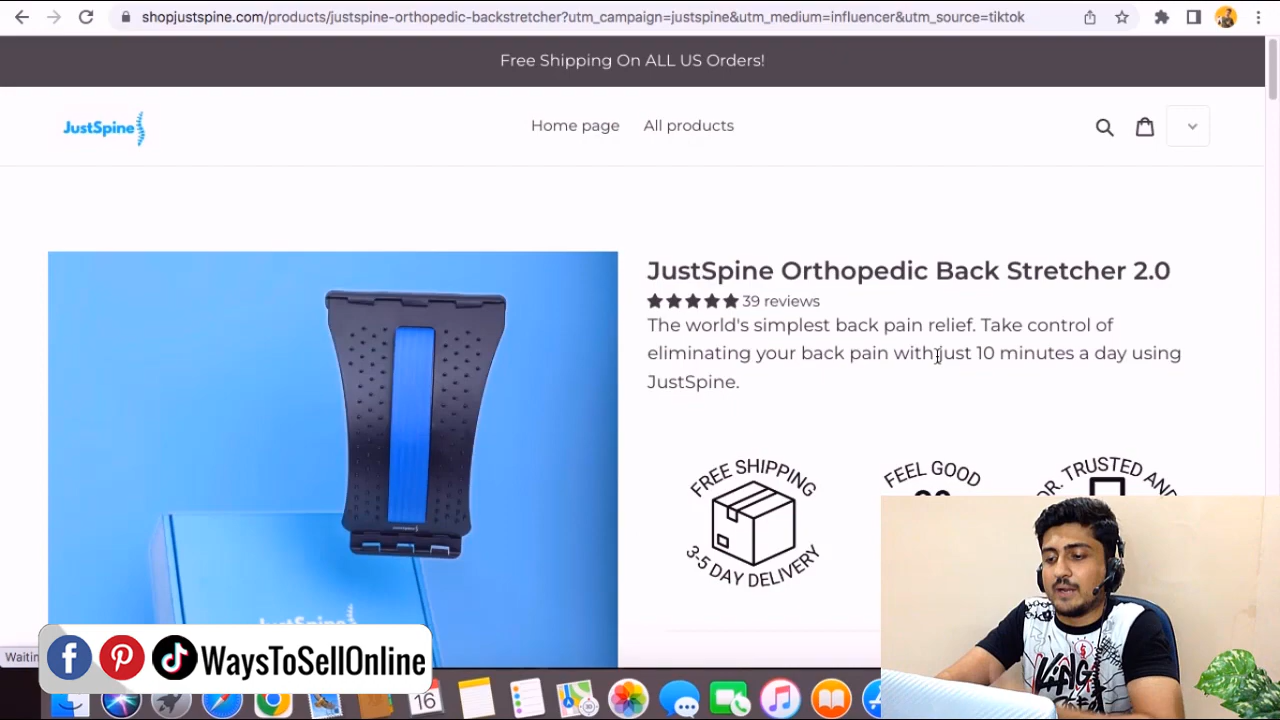 shopjustspine.com/products/justspine-orthopedic-backstretcher?utm_campaign=justspine&utm_medium=influencer&utm_source=tiktok
Free Shipping On ALL US Orders!
JustSpine
Home page
All products
JustSpine Orthopedic Back Stretcher 2.0
39 reviews
The world's simplest back pain relief. Take control of
eliminating your back pain with just 10 minutes a day using
JustSpine.
FREE SHIPPING
3-5 DAY DELIVERY
FEEL GOOD
TRUSTED AND
JustSpine
Waitin
WaysToSellOnline
16